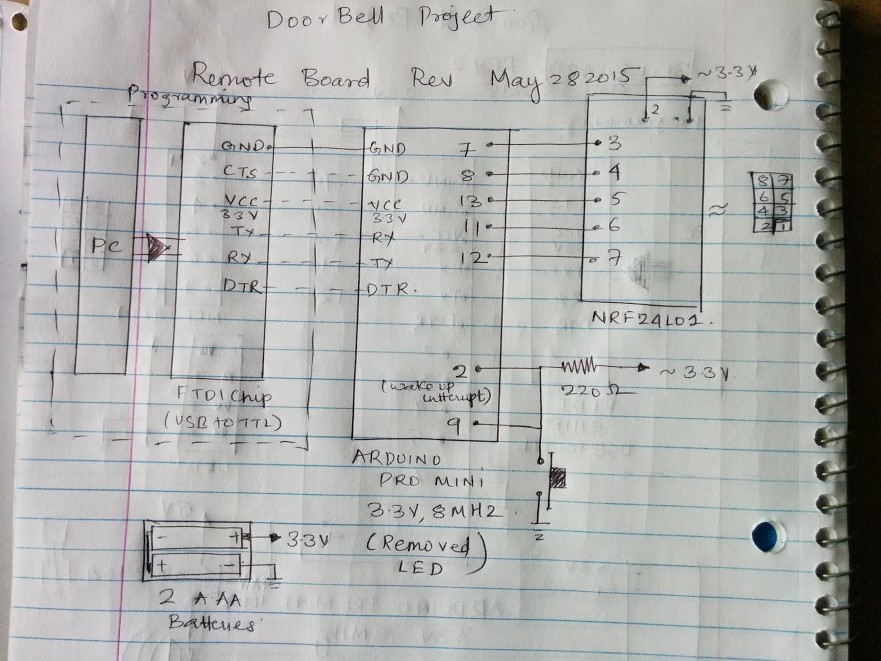 DoorBell Project
Remote Board Rev May 28 2015
Programming
PC
GND
CTS
VCC
3.3V
Tx
RX
DTR
FTDI Chip
(USB to TTL)
GND
GND
VCC
3.3V
RX
TX
DTR.
7
8
13
11
12
2
(wake up
intterupt)
9
ARDUINO
PRO MINI
3.3V, 8MHZ
(Removed
LED)
2
~3.3V
3
4
5
6
7
NRF24L01.
≈
8 7
6 5
4 3
2 1
220Ω
~ 3.3V.
- +
+ -
3.3V
2 AAA
Batteries